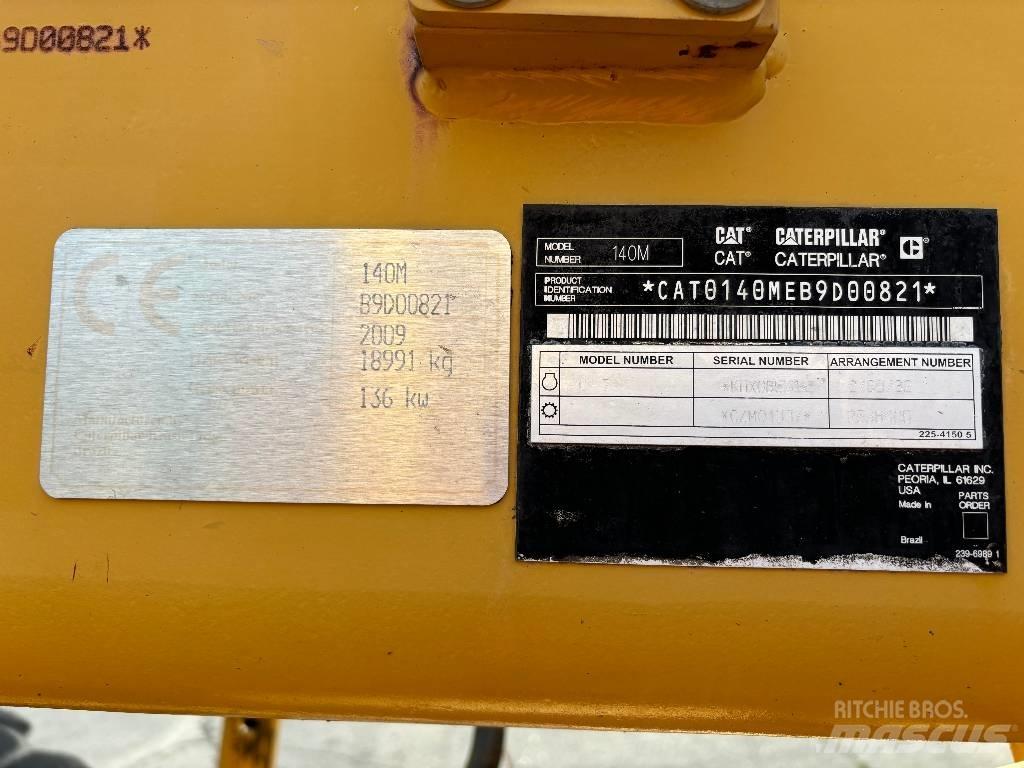 9D00821*
CE
140M
B9D00821*
2009
18991 kg
136 kw
MODEL NUMBER 140M
CAT® CATERPILLAR®
CAT® CATERPILLAR®
PRODUCT IDENTIFICATION NUMBER *CAT0140MEB9D00821*
MODEL NUMBER SERIAL NUMBER ARRANGEMENT NUMBER
225-4150 5
CATERPILLAR INC.
PEORIA, IL 61629
USA
Made in
PARTS ORDER
Brazil
239-6989 1
RITCHIE BROS.
MASCUS